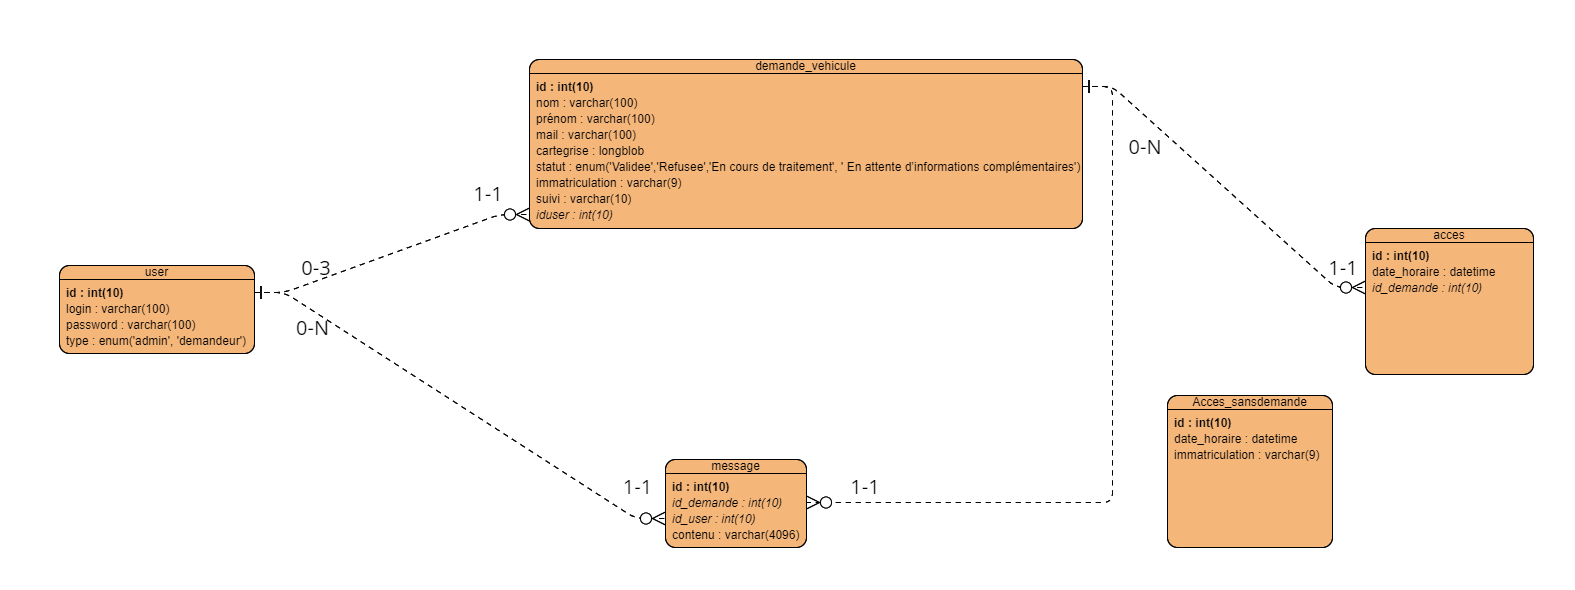 demande_vehicule
id : int(10)
nom : varchar(100)
prénom : varchar(100)
mail : varchar(100)
cartegrise : longblob
statut : enum('Validee','Refusee','En cours de traitement', ' En attente d'informations complémentaires')
immatriculation : varchar(9)
suivi : varchar(10)
iduser : int(10)
0-N
1-1
acces
id : int(10)
date_horaire : datetime
id_demande : int(10)
1-1
0-3
user
id : int(10)
login : varchar(100)
password : varchar(100)
type : enum('admin', 'demandeur')
0-N
Acces_sansdemande
id : int(10)
date_horaire : datetime
immatriculation : varchar(9)
message
id : int(10)
id_demande : int(10)
id_user : int(10)
contenu : varchar(4096)
1-1
1-1